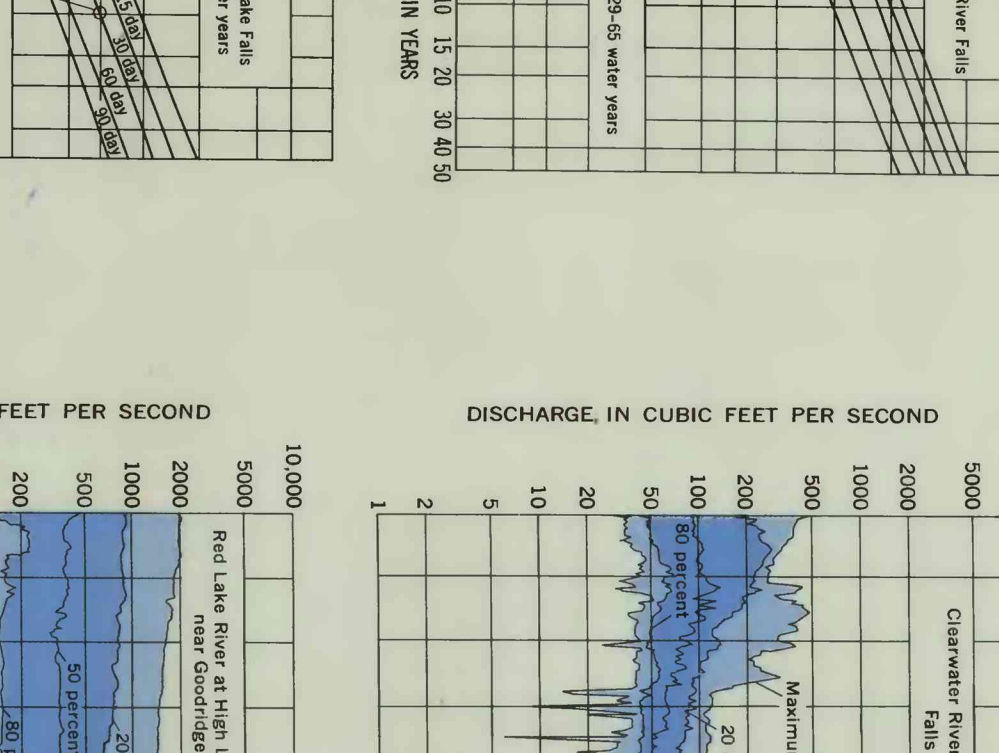 ake Falls
er years
5 day
30 day
60 day
90 day
IN YEARS
10 15 20 30 40 50
29-65 water years
River Falls
FEET PER SECOND
200 500 1000 2000 5000 10,000
Red Lake River at High L
near Goodridge
50 percent
20
80 p
DISCHARGE, IN CUBIC FEET PER SECOND
1 2 5 10 20 50 100 200 500 1000 2000 5000
Clearwater River
Falls
80 percent
20
Maximu